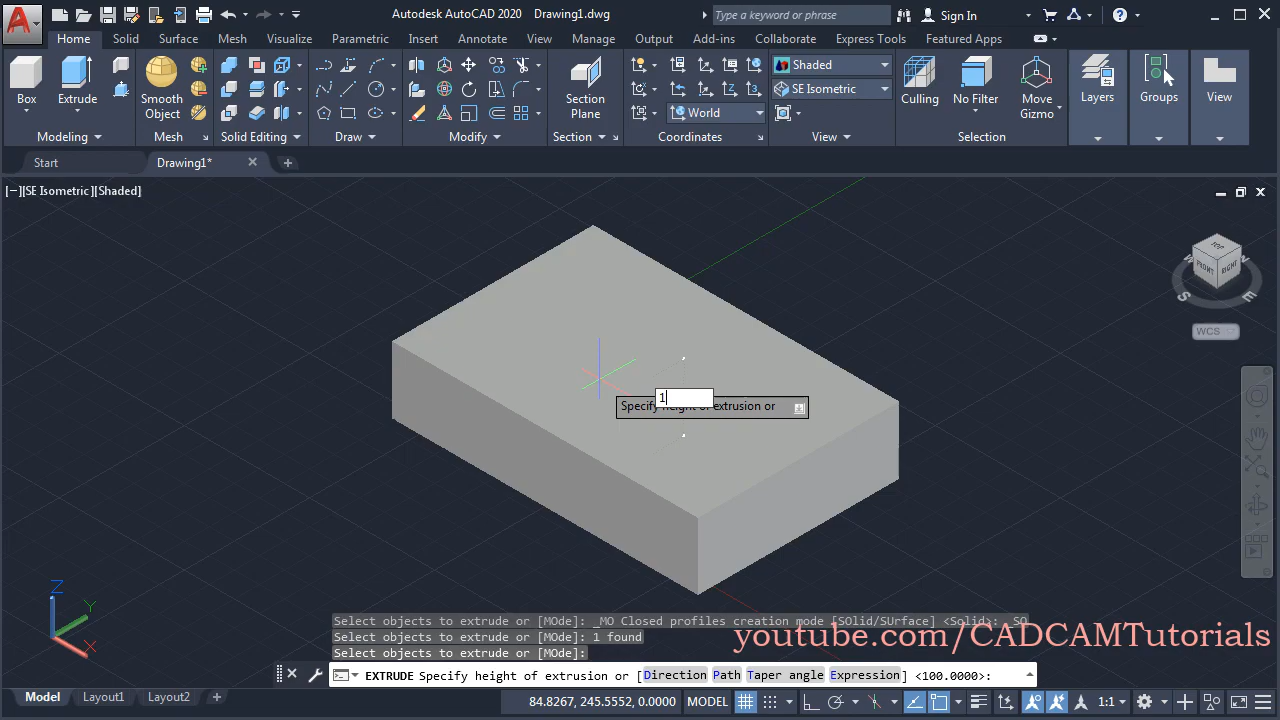 Autodesk AutoCAD 2020 Drawing1.dwg
Type a keyword or phrase
Sign In
Home Solid Surface Mesh Visualize Parametric Insert Annotate View Manage Output Add-ins Collaborate Express Tools Featured Apps
Box
Extrude
Smooth
Object
Section
Plane
Shaded
SE Isometric
World
Culling
No Filter
Move
Gizmo
Layers
Groups
View
Modeling
Mesh
Solid Editing
Draw
Modify
Section
Coordinates
View
Selection
Start
Drawing1*
[−][SE Isometric][Shaded]
TOP
FRONT
RIGHT
W
N
S
E
WCS
1
Specify height of extrusion or
Z
Y
X
Select objects to extrude or [MOde]: _MO Closed profiles creation mode [SOlid/SUrface] <Solid>: _SO
Select objects to extrude or [MOde]: 1 found
Select objects to extrude or [MOde]:
youtube.com/CADCAMTutorials
EXTRUDE Specify height of extrusion or [Direction Path Taper angle Expression] <100.0000>:
Model Layout1 Layout2
84.8267, 245.5552, 0.0000 MODEL
1:1